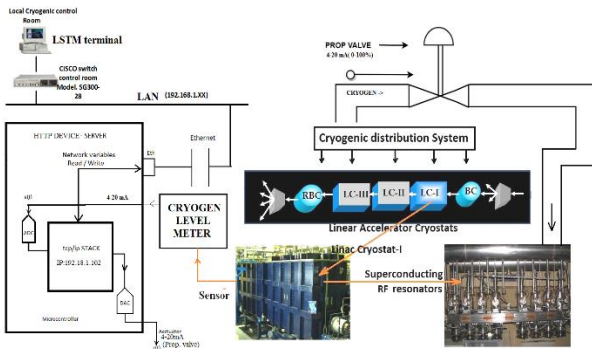 Local Cryogenic control
Room
LSTM terminal
CISCO switch
control room
Model. SG300-
28
LAN (192.168.1.XX)
PROP VALVE
4-20 mA( 0-100%)
CRYOGEN ->
HTTP DEVICE- SERVER
Network variables
Read / Write
Eth
Ethernet
Cryogenic distribution System
4-20 mA
ADC
CRYOGEN
LEVEL
METER
RBC
LC-III
LC-II
LC-I
BC
Linear Accelerator Cryostats
tcp/ip STACK
IP:192.18.1.102
Linac Cryostat-I
Superconducting
RF resonators
Sensor
DAC
Microcontroller
Actuator
4-20mA
(Prop. valve)